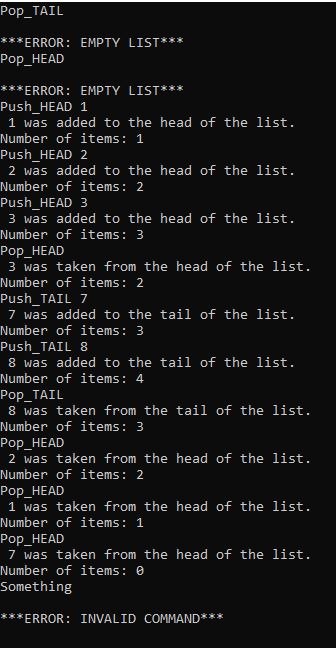 Pop_TAIL
***ERROR: EMPTY LIST***
Pop_HEAD
***ERROR: EMPTY LIST***
Push_HEAD 1
1 was added to the head of the list.
Number of items: 1
Push_HEAD 2
2 was added to the head of the list.
Number of items: 2
Push_HEAD 3
3 was added to the head of the list.
Number of items: 3
Pop_HEAD
3 was taken from the head of the list.
Number of items: 2
Push_TAIL 7
7 was added to the tail of the list.
Number of items: 3
Push_TAIL 8
8 was added to the tail of the list.
Number of items: 4
Pop_TAIL
8 was taken from the tail of the list.
Number of items: 3
Pop_HEAD
2 was taken from the head of the list.
Number of items: 2
Pop_HEAD
1 was taken from the head of the list.
Number of items: 1
Pop_HEAD
7 was taken from the head of the list.
Number of items: 0
Something
***ERROR: INVALID COMMAND***